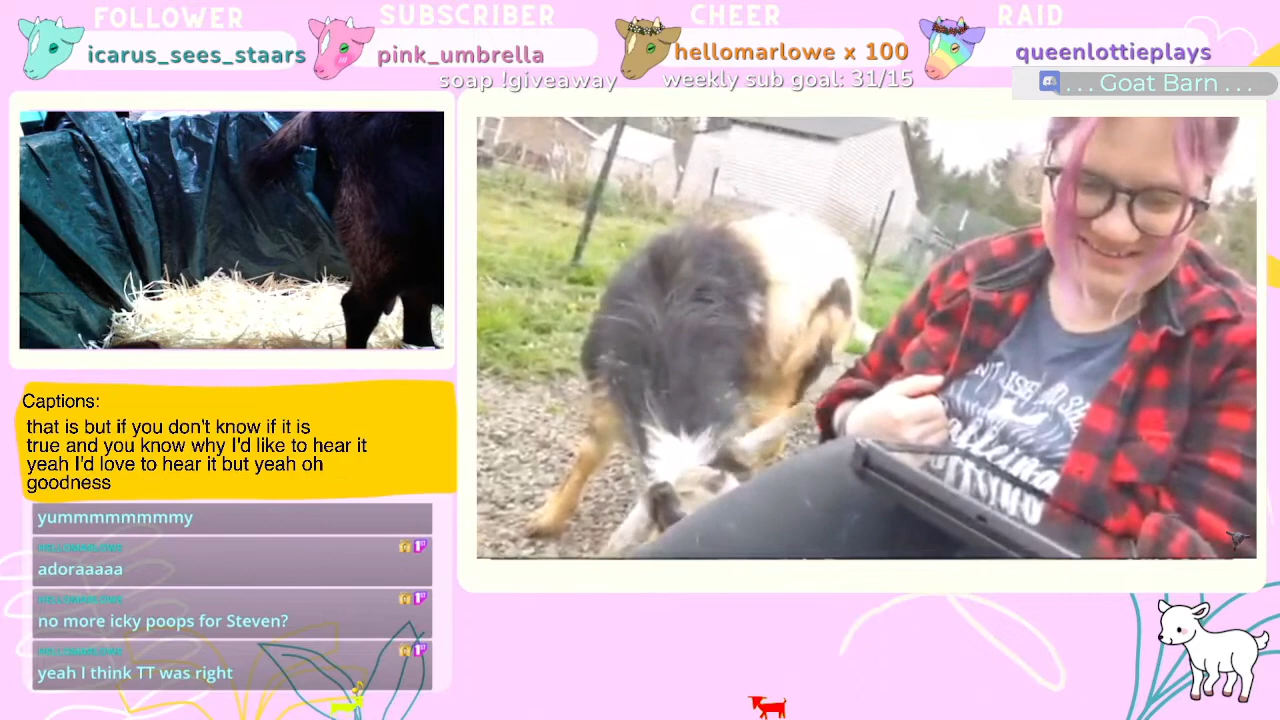 FOLLOWER
icarus_sees_staars
SUBSCRIBER
pink_umbrella
CHEER
hellomarlowe x 100
RAID
queenlottieplays
soap !giveaway
weekly sub goal: 31/15
. . . Goat Barn . . .
Captions:
that is but if you don't know if it is
true and you know why I'd like to hear it
yeah I'd love to hear it but yeah oh
goodness
yummmmmmmmy
HELLOMARLOWE
adoraaaaa
HELLOMARLOWE
no more icky poops for Steven?
HELLOMARLOWE
yeah I think TT was right